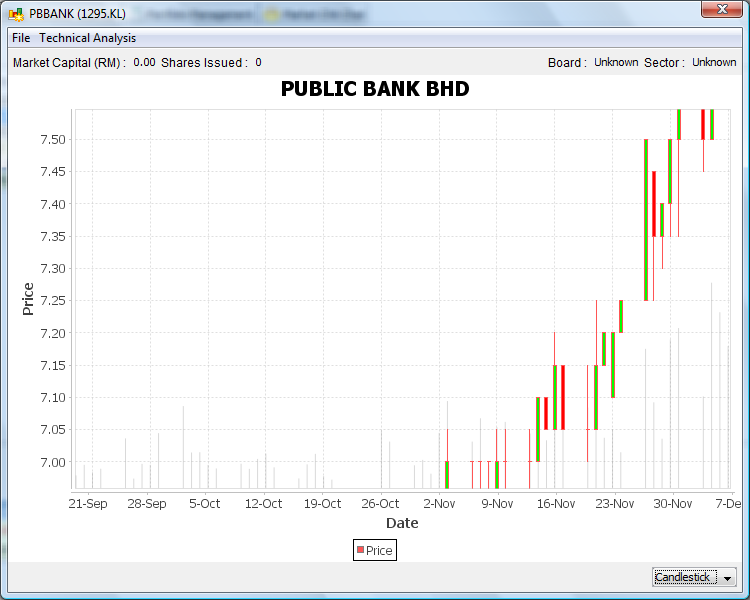 PBBANK (1295.KL)
File Technical Analysis
Market Capital (RM) : 0.00 Shares Issued : 0 Board : Unknown Sector : Unknown
PUBLIC BANK BHD
7.50
7.45
7.40
7.35
7.30
7.25
7.20
7.15
7.10
7.05
7.00
Price
21-Sep 28-Sep 5-Oct 12-Oct 19-Oct 26-Oct 2-Nov 9-Nov 16-Nov 23-Nov 30-Nov 7-De
Date
Price
Candlestick